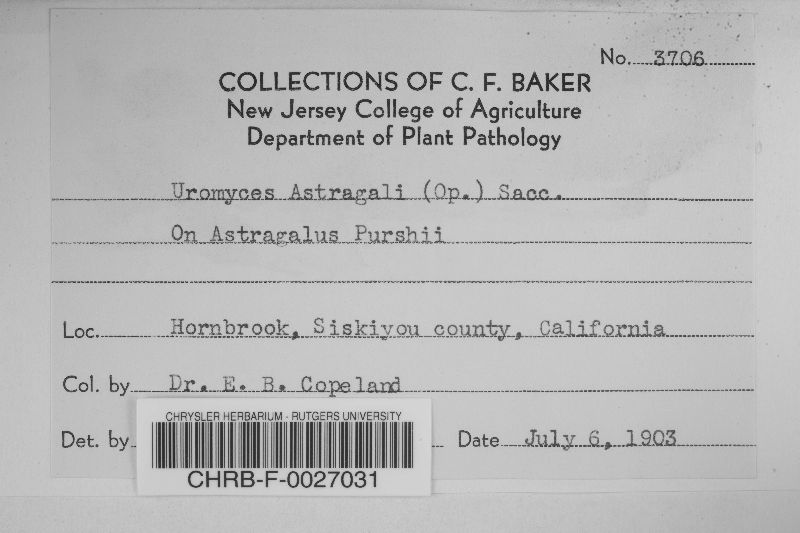 No. 3706
COLLECTIONS OF C. F. BAKER
New Jersey College of Agriculture
Department of Plant Pathology
Uromyces Astragali (Op.) Sacc.
On Astragalus Purshii
Loc. Hornbrook, Siskiyou county, California
Col. by Dr. E. B. Copeland
Det. by Date July 6, 1903
CHRYSLER HERBARIUM - RUTGERS UNIVERSITY
CHRB-F-0027031